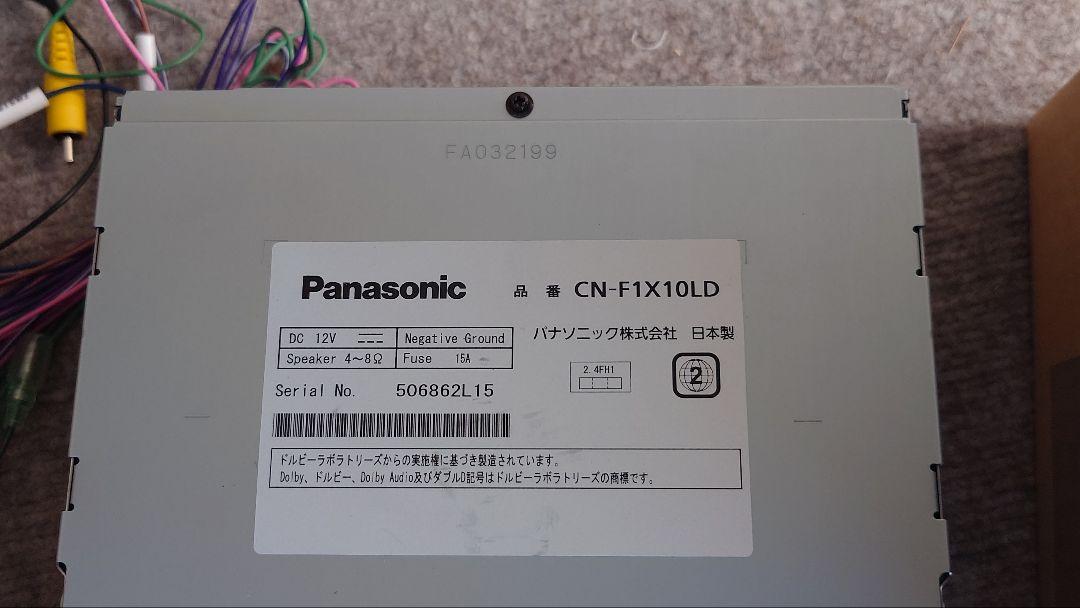 FA032199
Panasonic 品 番 CN-F1X10LD
DC 12V Negative Ground
Speaker 4～8Ω Fuse 15A
パナソニック株式会社 日本製
2.4FH1
2
Serial No. 506862L15
ドルビーラボラトリーズからの実施権に基づき製造されています。
Dolby、ドルビー、Dolby Audio及びダブルD記号はドルビーラボラトリーズの商標です。